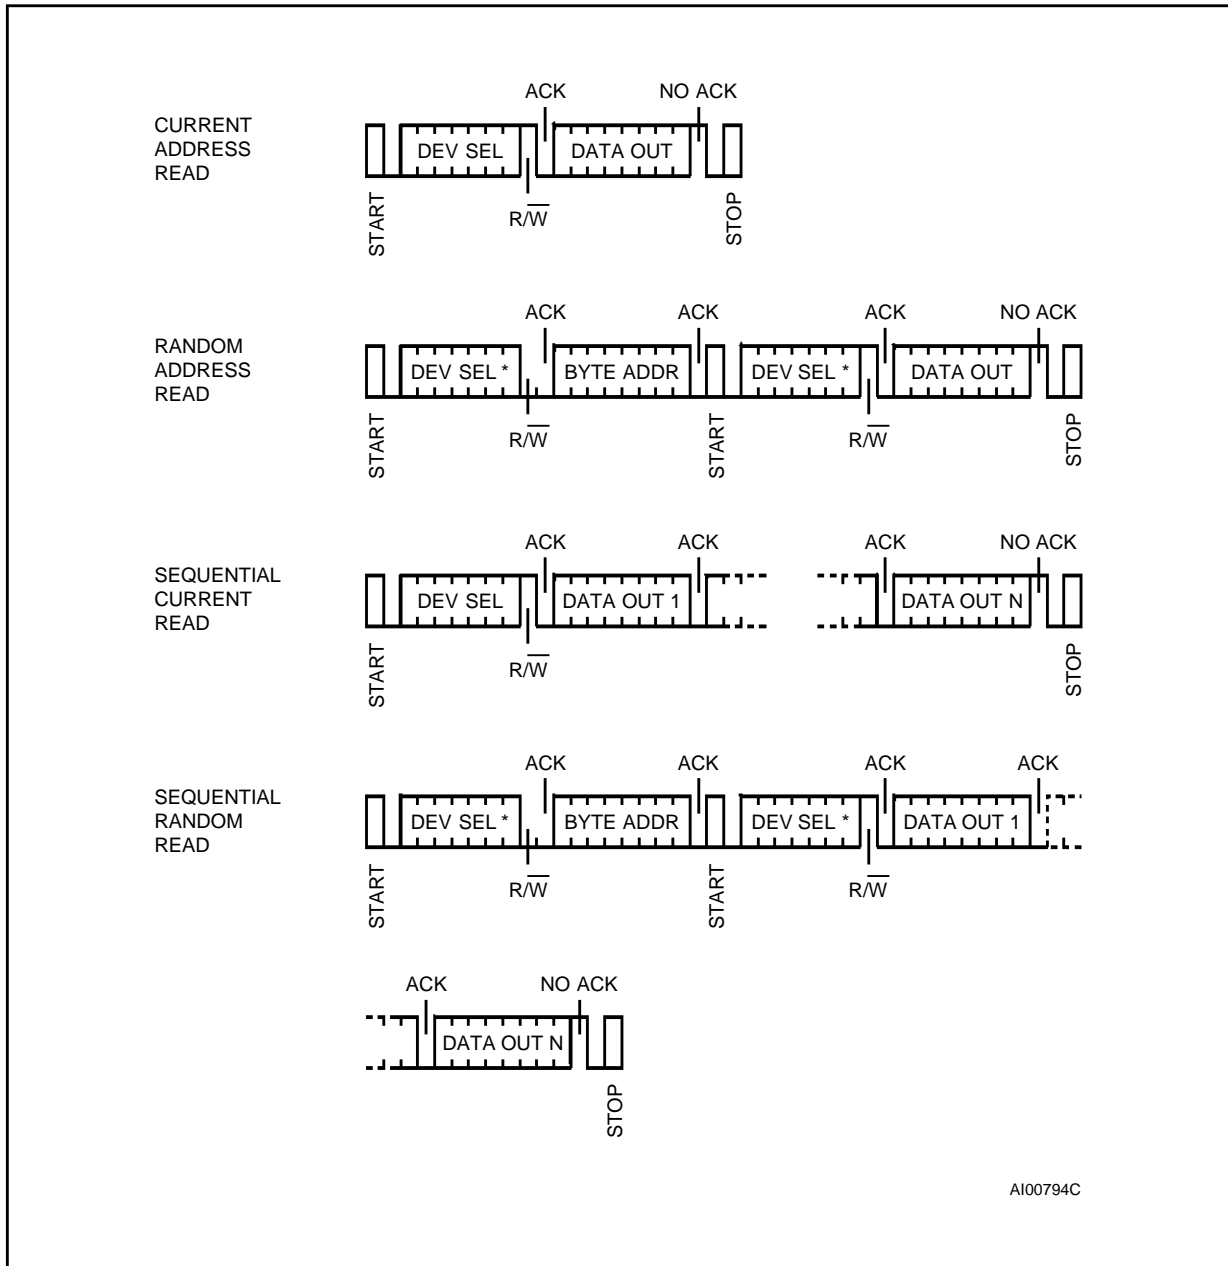 ACK NO ACK
CURRENT
ADDRESS
READ
DEV SEL DATA OUT
R/W̅
START STOP
ACK ACK ACK NO ACK
RANDOM
ADDRESS
READ
DEV SEL * BYTE ADDR DEV SEL * DATA OUT
R/W̅ R/W̅
START START STOP
ACK ACK ACK NO ACK
SEQUENTIAL
CURRENT
READ
DEV SEL DATA OUT 1 DATA OUT N
R/W̅
START STOP
ACK ACK ACK ACK
SEQUENTIAL
RANDOM
READ
DEV SEL * BYTE ADDR DEV SEL * DATA OUT 1
R/W̅ R/W̅
START START
ACK NO ACK
DATA OUT N
STOP
AI00794C